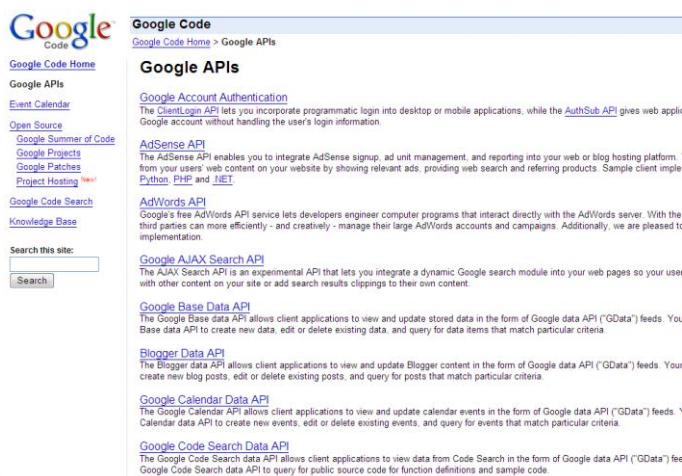 Google
Code
Google Code Home
Google APIs
Event Calendar
Open Source
Google Summer of Code
Google Projects
Google Patches
Project Hosting New!
Google Code Search
Knowledge Base
Search this site:
Search
Google Code
Google Code Home > Google APIs
Google APIs
Google Account Authentication
The ClientLogin API lets you incorporate programmatic login into desktop or mobile applications, while the AuthSub API gives web applic
Google account without handling the user's login information.
AdSense API
The AdSense API enables you to integrate AdSense signup, ad unit management, and reporting into your web or blog hosting platform.
from your users' web content on your website by showing relevant ads, providing web search and referring products. Sample client imple
Python, PHP and .NET.
AdWords API
Google's free AdWords API service lets developers engineer computer programs that interact directly with the AdWords server. With the
third parties can more efficiently - and creatively - manage their large AdWords accounts and campaigns. Additionally, we are pleased to
implementation.
Google AJAX Search API
The AJAX Search API is an experimental API that lets you integrate a dynamic Google search module into your web pages so your user
with other content on your site or add search results clippings to their own content.
Google Base Data API
The Google Base data API allows client applications to view and update stored data in the form of Google data API ("GData") feeds. You
Base data API to create new data, edit or delete existing data, and query for data items that match particular criteria.
Blogger Data API
The Blogger data API allows client applications to view and update Blogger content in the form of Google data API ("GData") feeds. Your
create new blog posts, edit or delete existing posts, and query for posts that match particular criteria.
Google Calendar Data API
The Google Calendar API allows client applications to view and update calendar events in the form of Google data API ("GData") feeds. Y
Calendar data API to create new events, edit or delete existing events, and query for events that match particular criteria.
Google Code Search Data API
The Google Code Search data API allows client applications to view data from Code Search in the form of Google data API ("GData") fee
Google Code Search data API to query for public source code for function definitions and sample code.